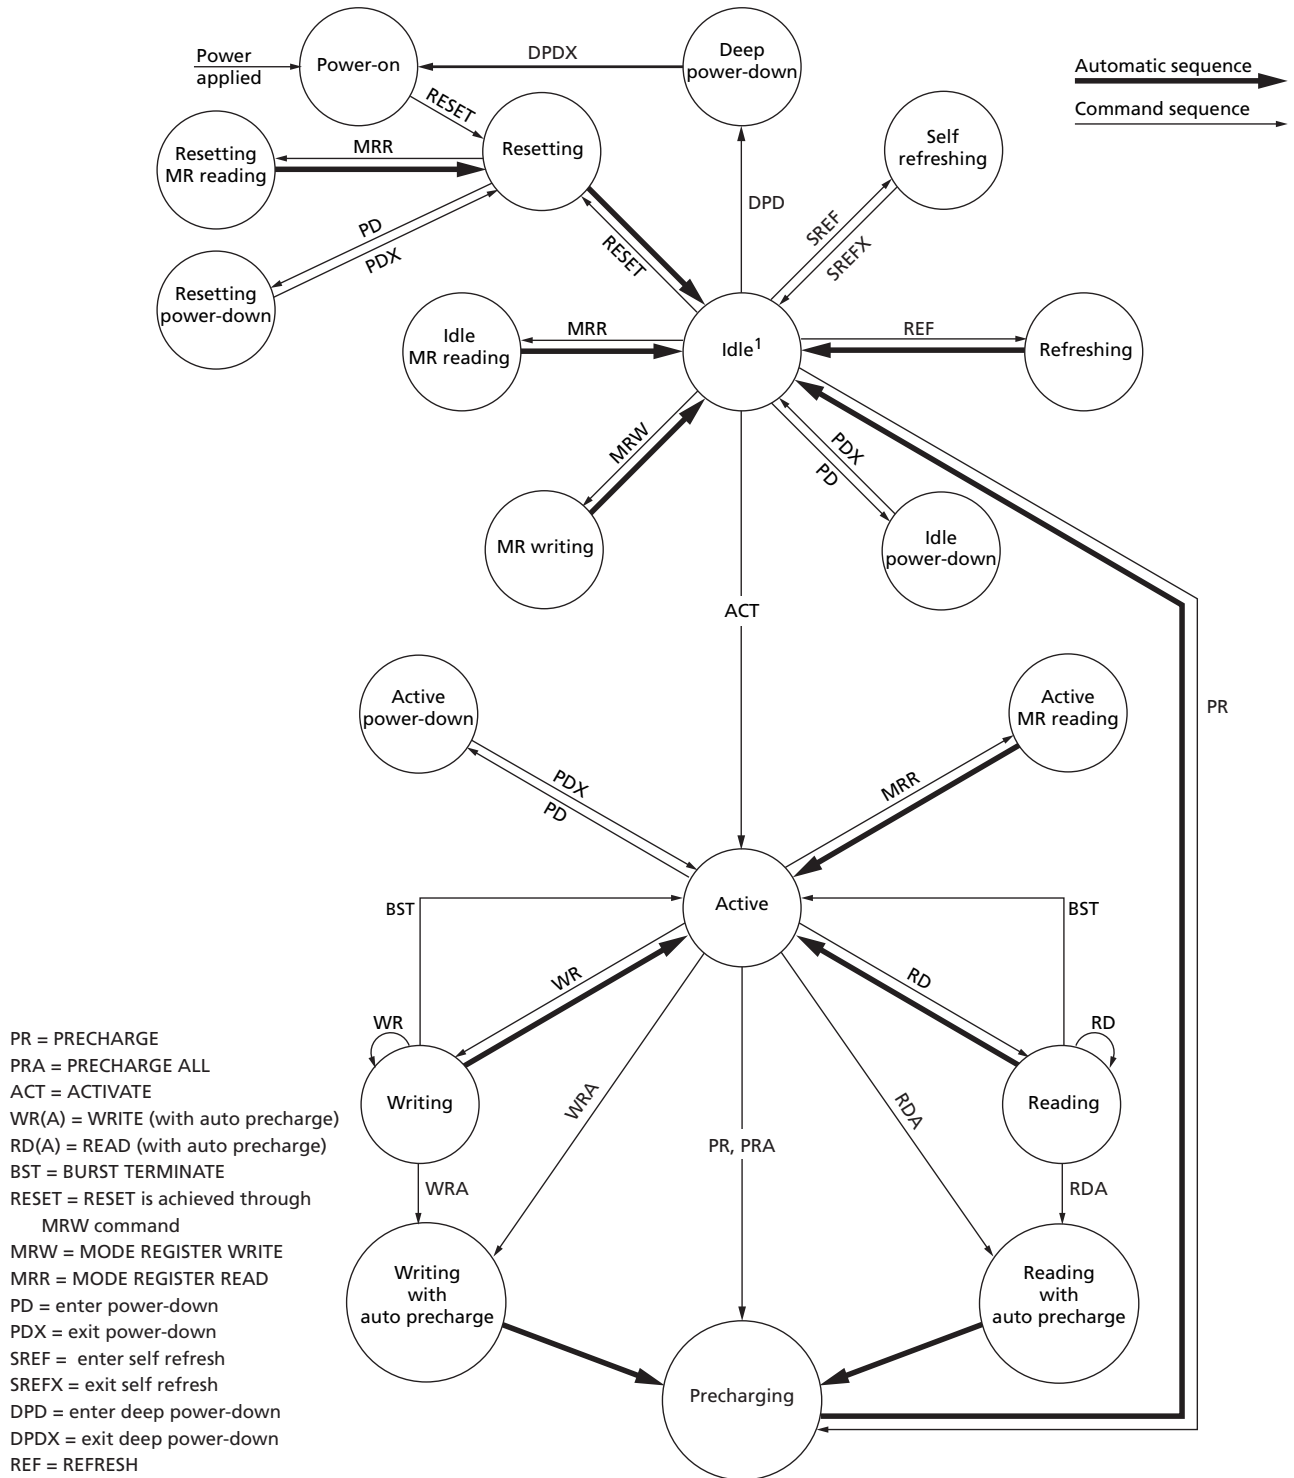 Power
applied
Power-on
DPDX
Deep
power-down
Automatic sequence
Command sequence
RESET
Resetting
MR reading
MRR
Resetting
Self
refreshing
PD
PDX
RESET
DPD
SREF
SREFX
Resetting
power-down
Idle
MR reading
MRR
Idle1
REF
Refreshing
MRW
PDX
PD
MR writing
Idle
power-down
ACT
Active
power-down
Active
MR reading
PR
PDX
PD
MRR
BST
Active
BST
WR
RD
WR
RD
Writing
Reading
WRA
RDA
PR, PRA
WRA
RDA
Writing
with
auto precharge
Reading
with
auto precharge
Precharging
PR = PRECHARGE
PRA = PRECHARGE ALL
ACT = ACTIVATE
WR(A) = WRITE (with auto precharge)
RD(A) = READ (with auto precharge)
BST = BURST TERMINATE
RESET = RESET is achieved through
MRW command
MRW = MODE REGISTER WRITE
MRR = MODE REGISTER READ
PD = enter power-down
PDX = exit power-down
SREF = enter self refresh
SREFX = exit self refresh
DPD = enter deep power-down
DPDX = exit deep power-down
REF = REFRESH